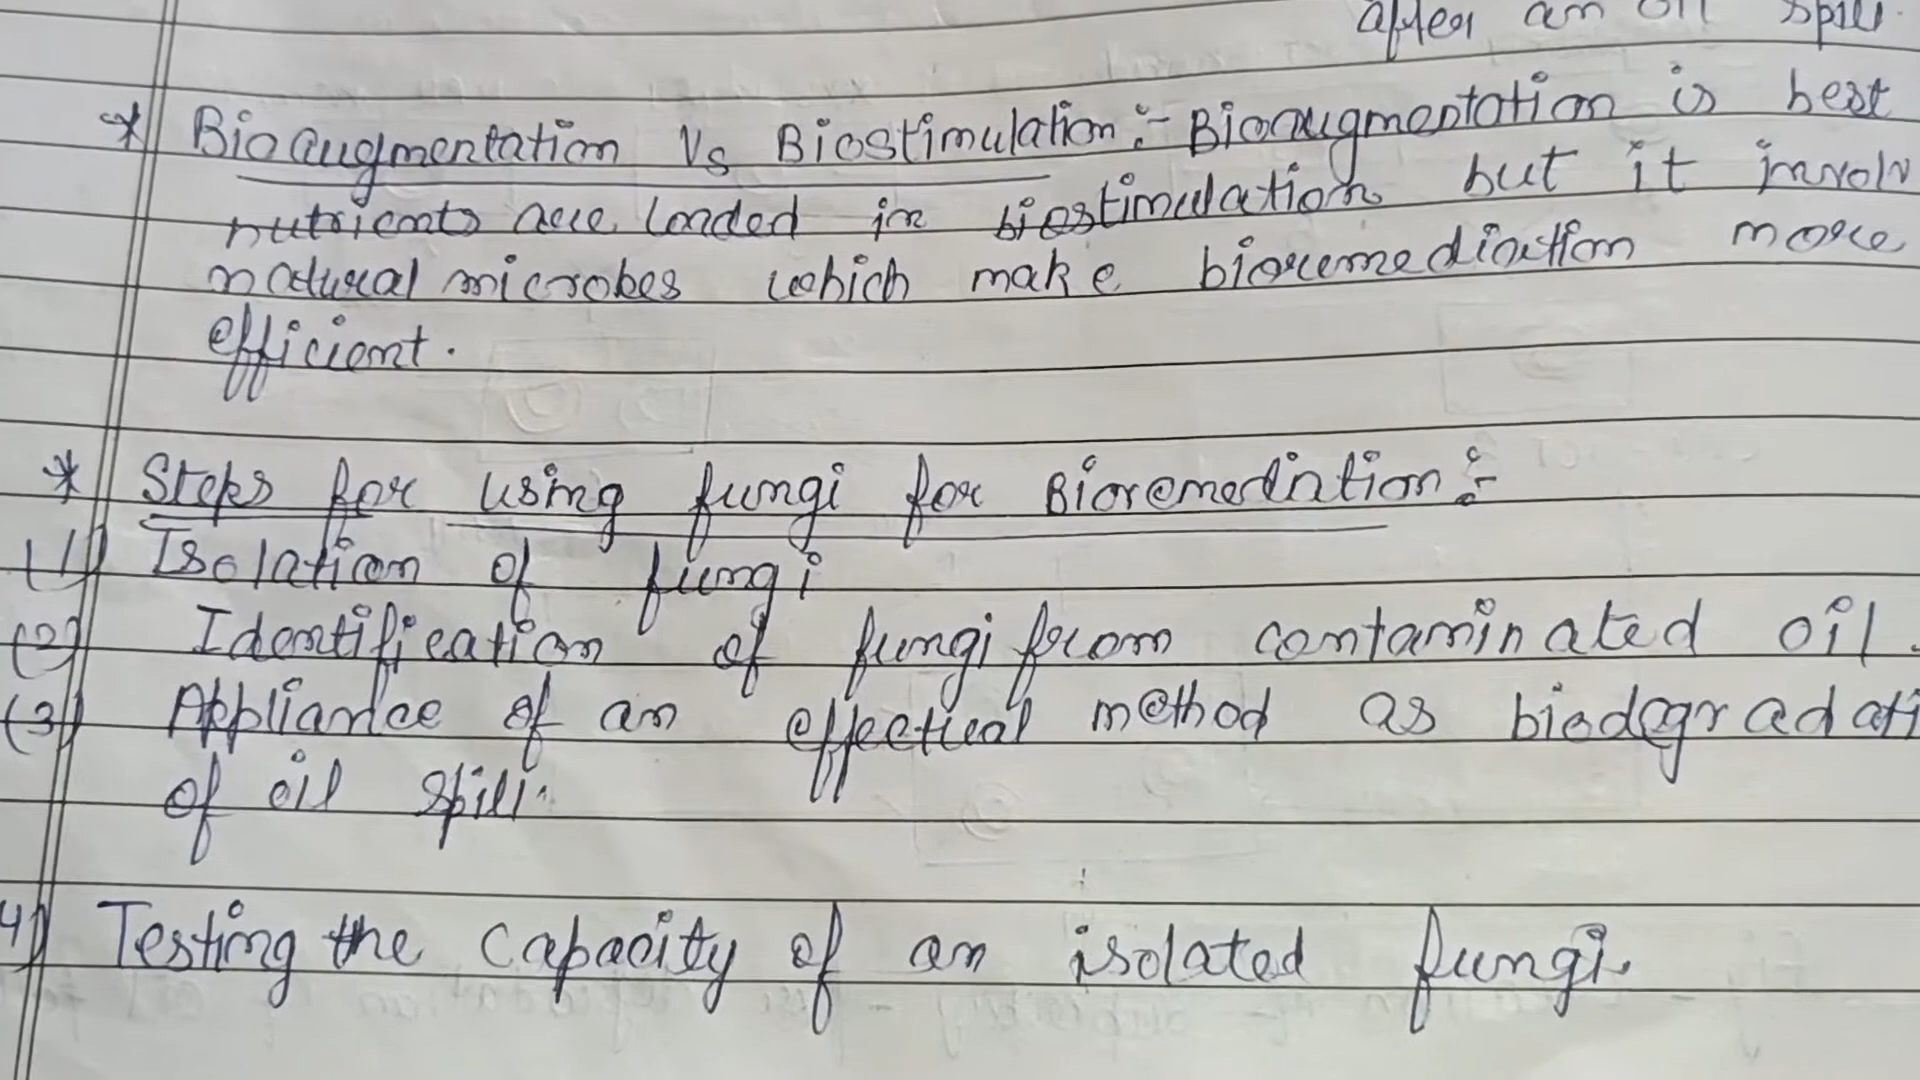 after an oil spill.
* Bioaugmentation Vs Biostimulation :- Bioaugmentation is best
nutrients are loaded in biostimulation but it involv
natural microbes which make bioremediation more
efficient.
* Steps for using fungi for Bioremediation :-
(1) Isolation of fungi
(2) Identification of fungi from contaminated oil.
(3) Appliance of an effectical method as biodegradati
of oil spill.
4) Testing the capacity of an isolated fungi.